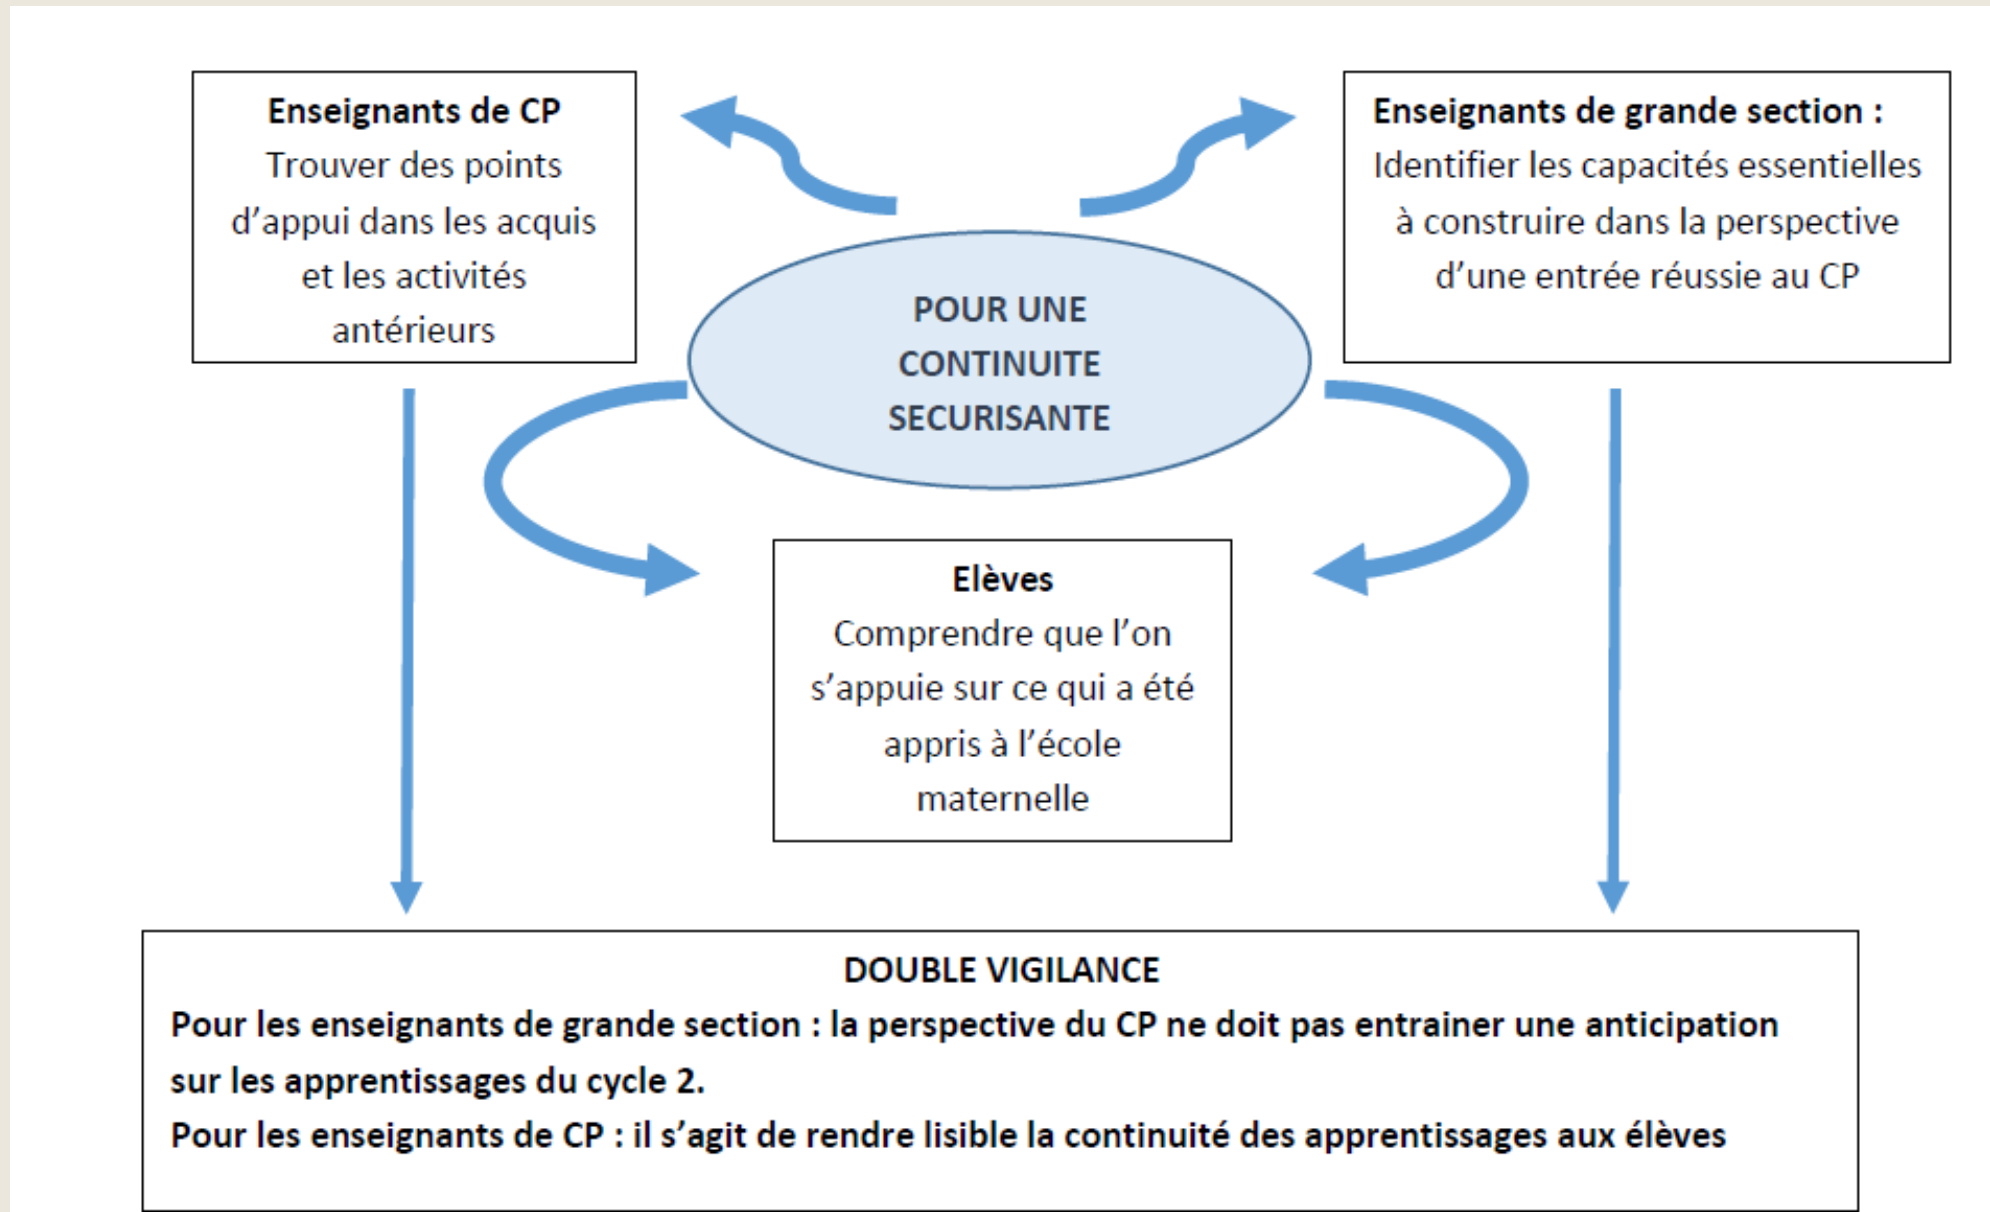 Enseignants de CP
Trouver des points
d’appui dans les acquis
et les activités
antérieurs
Enseignants de grande section :
Identifier les capacités essentielles
à construire dans la perspective
d’une entrée réussie au CP
POUR UNE
CONTINUITE
SECURISANTE
Elèves
Comprendre que l’on
s’appuie sur ce qui a été
appris à l’école
maternelle
DOUBLE VIGILANCE
Pour les enseignants de grande section : la perspective du CP ne doit pas entrainer une anticipation
sur les apprentissages du cycle 2.
Pour les enseignants de CP : il s’agit de rendre lisible la continuité des apprentissages aux élèves